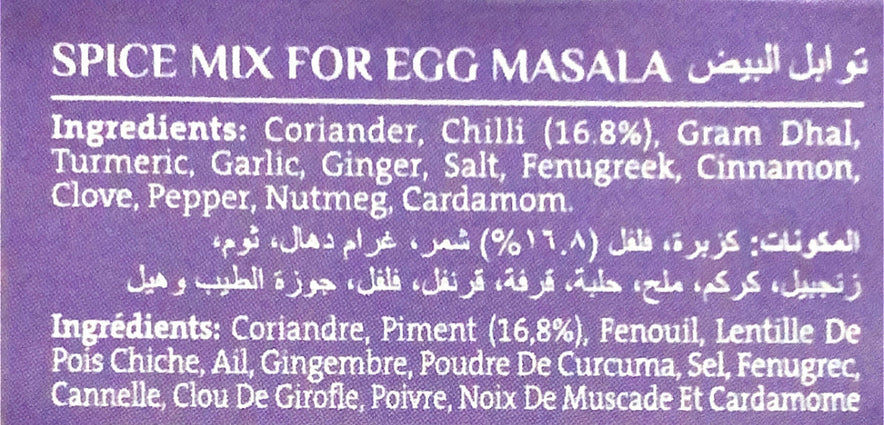 SPICE MIX FOR EGG MASALA توابل البيض
Ingredients: Coriander, Chilli (16.8%), Gram Dhal,
Turmeric, Garlic, Ginger, Salt, Fenugreek, Cinnamon,
Clove, Pepper, Nutmeg, Cardamom.
المكونات: كزبرة، فلفل (١٦.٨%) شمر، غرام دهال، ثوم،
زنجبيل، كركم، ملح، حلبة، قرفة، قرنفل، فلفل، جوزة الطيب وهيل
Ingrédients: Coriandre, Piment (16,8%), Fenouil, Lentille De
Pois Chiche, Ail, Gingembre, Poudre De Curcuma, Sel, Fenugrec,
Cannelle, Clou De Girofle, Poivre, Noix De Muscade Et Cardamome